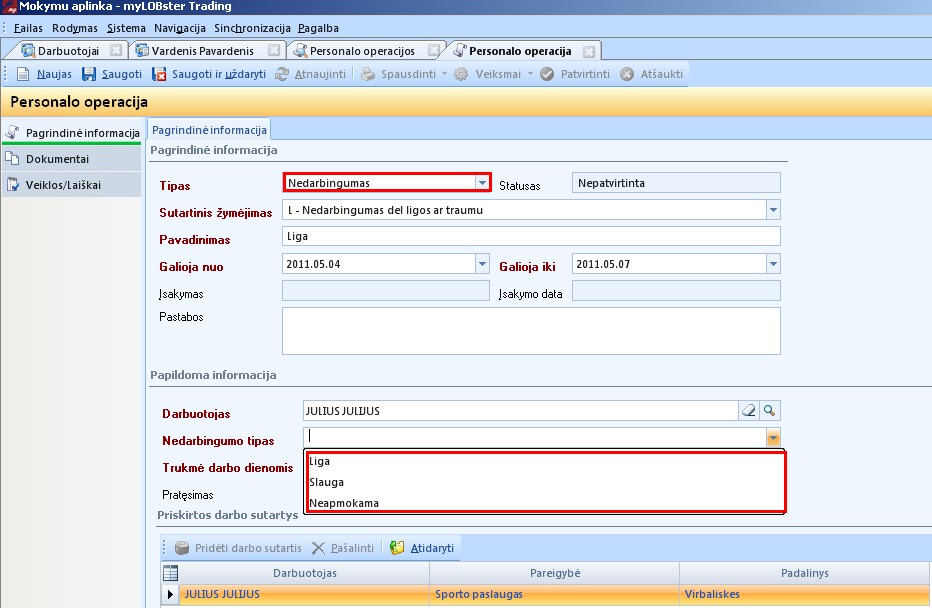 Mokymu aplinka - myLOBster Trading
Failas Rodymas Sistema Navigacija Sinchronizacija Pagalba
Darbuotojai Vardenis Pavardenis Personalo operacijos Personalo operacija
Naujas Saugoti Saugoti ir uždaryti Atnaujinti Spausdinti Veiksmai Patvirtinti Atšaukti
Personalo operacija
Pagrindinė informacija
Dokumentai
Veiklos/Laiškai
Pagrindinė informacija
Pagrindinė informacija
Tipas Nedarbingumas Statusas Nepatvirtinta
Sutartinis žymėjimas L - Nedarbingumas del ligos ar traumu
Pavadinimas Liga
Galioja nuo 2011.05.04 Galioja iki 2011.05.07
Įsakymas Įsakymo data
Pastabos
Papildoma informacija
Darbuotojas JULIUS JULIJUS
Nedarbingumo tipas
Trukmė darbo dienomis
Liga
Slauga
Neapmokama
Pratęsimas
Priskirtos darbo sutartys
Pridėti darbo sutartis Pašalinti Atidaryti
Darbuotojas Pareigybė Padalinys
JULIUS JULIJUS Sporto paslaugas Virbaliskes